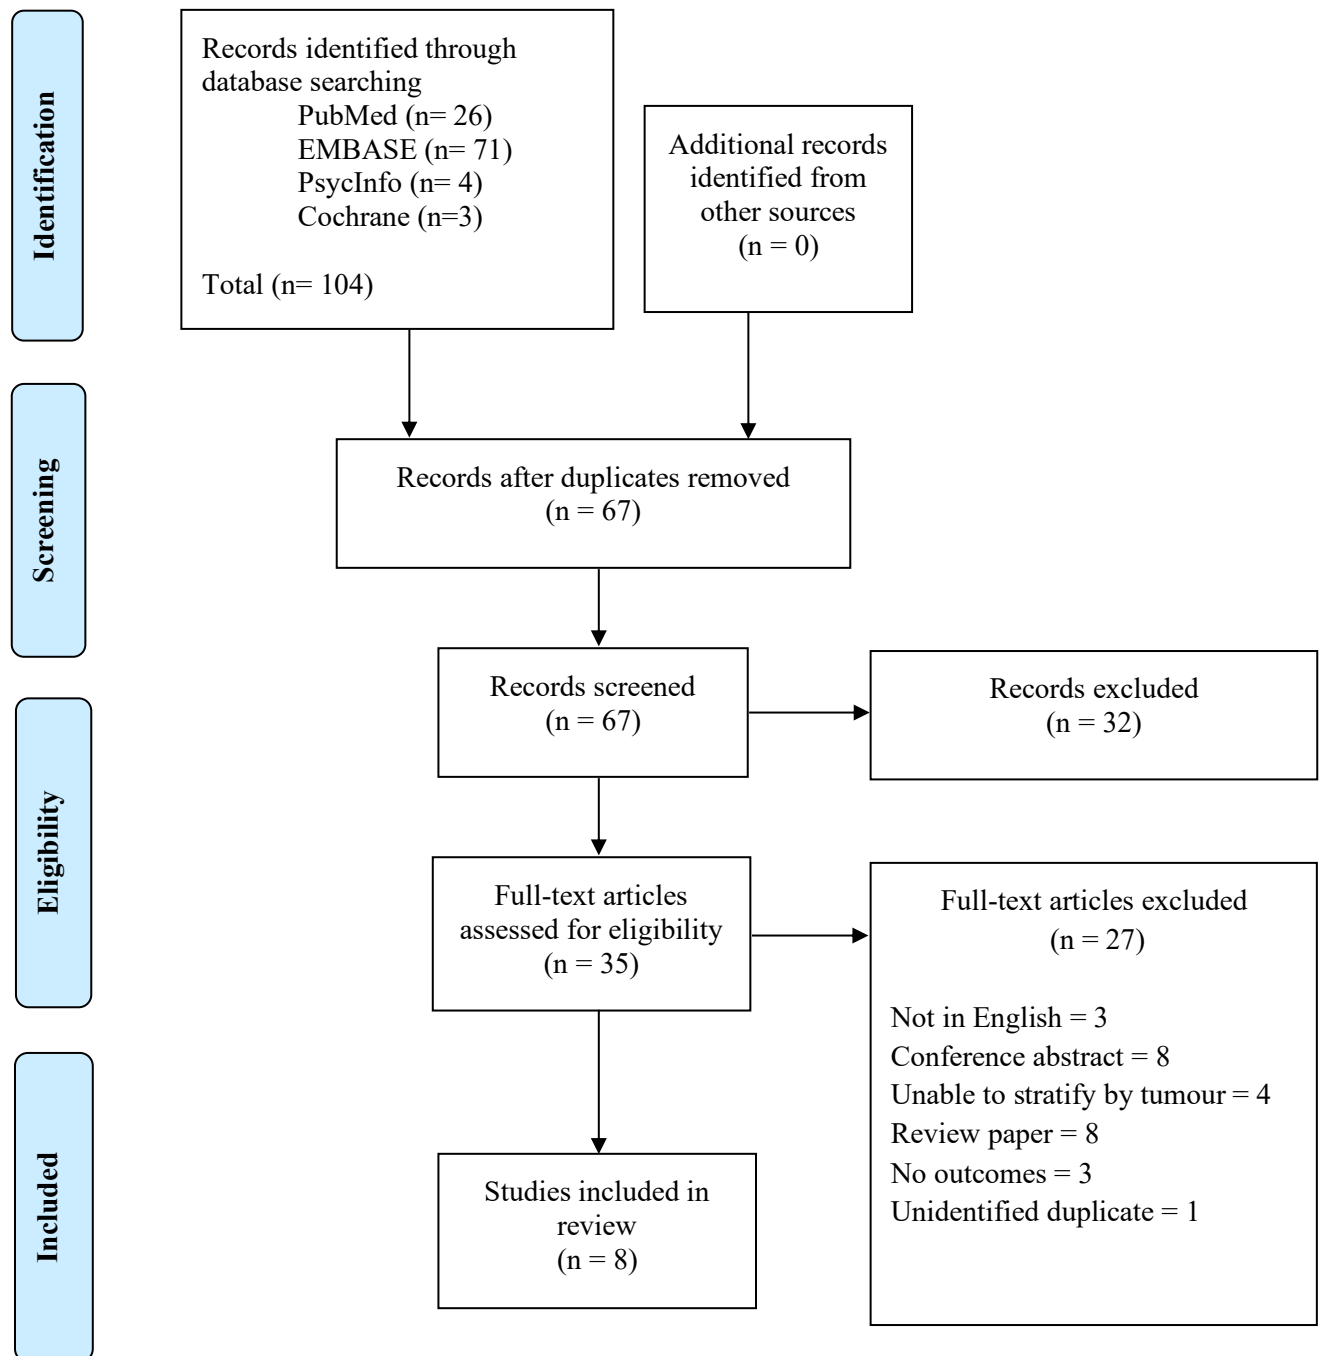 Identification
Records identified through
database searching
PubMed (n= 26)
EMBASE (n= 71)
PsycInfo (n= 4)
Cochrane (n=3)
Total (n= 104)
Additional records
identified from
other sources
(n = 0)
Screening
Records after duplicates removed
(n = 67)
Records screened
(n = 67)
Records excluded
(n = 32)
Eligibility
Full-text articles
assessed for eligibility
(n = 35)
Full-text articles excluded
(n = 27)
Not in English = 3
Conference abstract = 8
Unable to stratify by tumour = 4
Review paper = 8
No outcomes = 3
Unidentified duplicate = 1
Included
Studies included in
review
(n = 8)